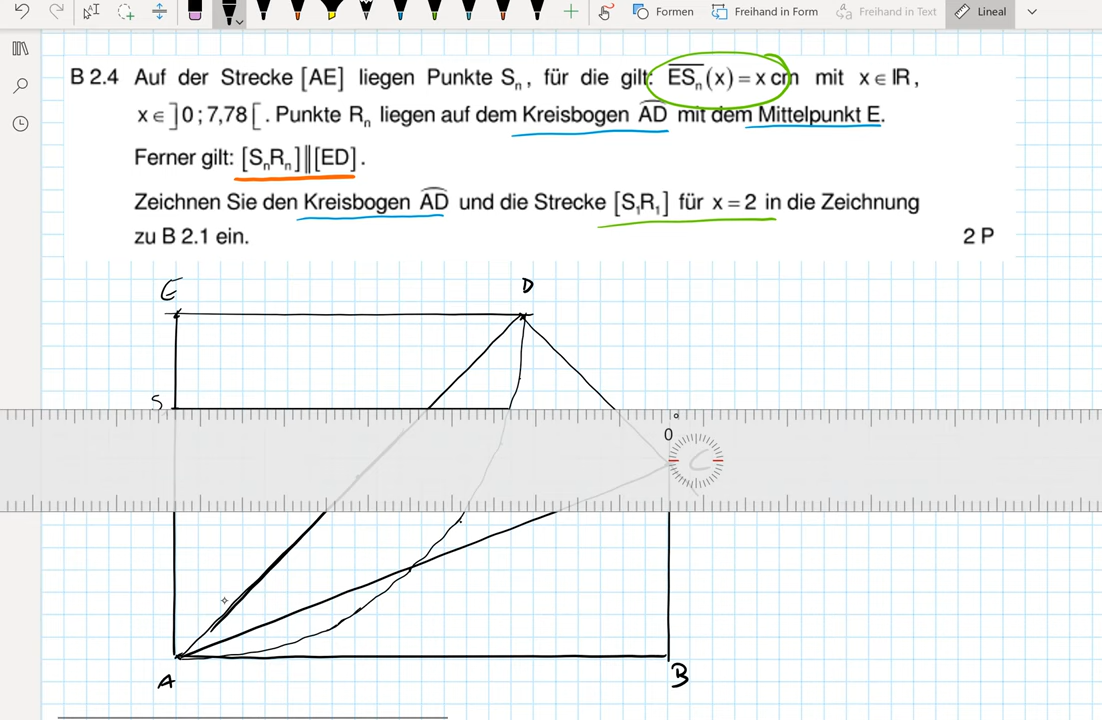 Formen
Freihand in Form
Freihand in Text
Lineal
B 2.4 Auf der Strecke [AE] liegen Punkte Sₙ, für die gilt: ESₙ(x) = x cm mit x ∈ IR,
x ∈ ]0 ; 7,78 [. Punkte Rₙ liegen auf dem Kreisbogen AD mit dem Mittelpunkt E.
Ferner gilt: [SₙRₙ] || [ED].
Zeichnen Sie den Kreisbogen AD und die Strecke [S₁R₁] für x = 2 in die Zeichnung
zu B 2.1 ein.
2 P
E
D
S
0°
C
A
B